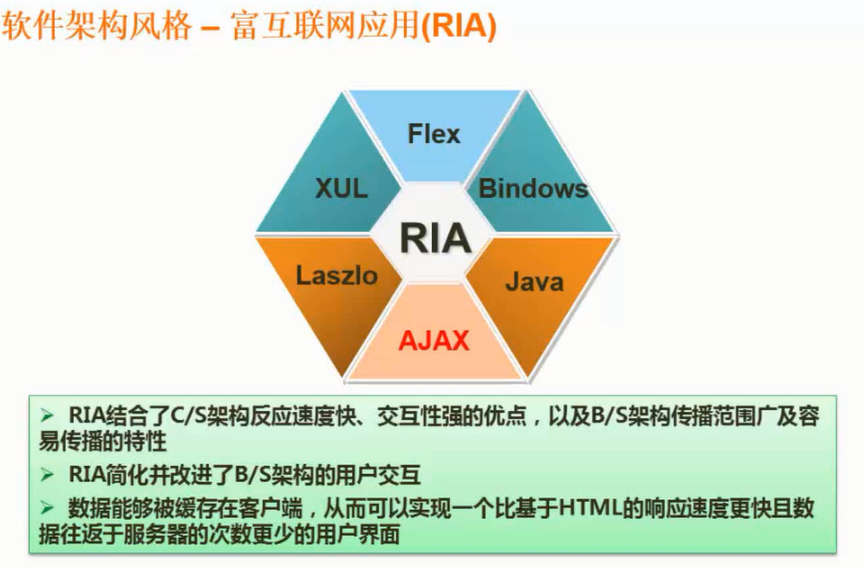 软件架构风格 – 富互联网应用(RIA)
Flex
XUL
Bindows
RIA
Laszlo
Java
AJAX
➢ RIA结合了C/S架构反应速度快、交互性强的优点，以及B/S架构传播范围广及容
易传播的特性
➢ RIA简化并改进了B/S架构的用户交互
➢ 数据能够被缓存在客户端，从而可以实现一个比基于HTML的响应速度更快且数
据往返于服务器的次数更少的用户界面